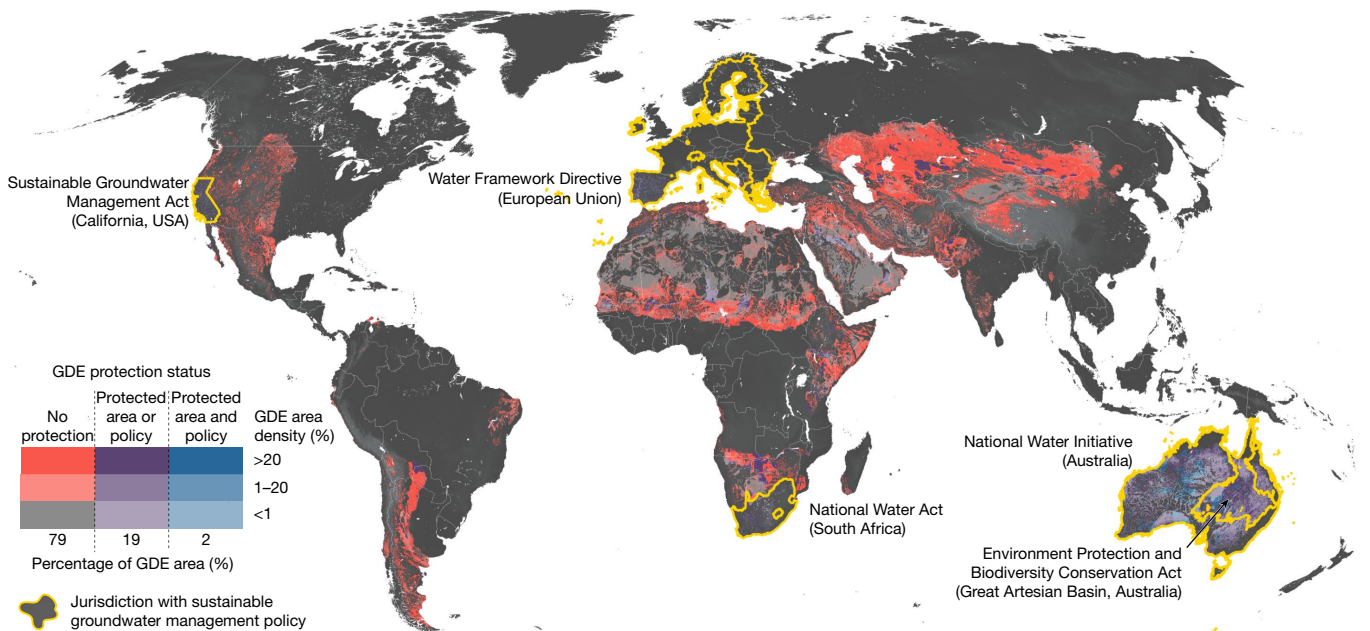 Sustainable Groundwater
Management Act
(California, USA)
Water Framework Directive
(European Union)
GDE protection status
No
protection
Protected
area or
policy
Protected
area and
policy
GDE area
density (%)
>20
1–20
<1
79 19 2
Percentage of GDE area (%)
Jurisdiction with sustainable
groundwater management policy
National Water Initiative
(Australia)
National Water Act
(South Africa)
Environment Protection and
Biodiversity Conservation Act
(Great Artesian Basin, Australia)